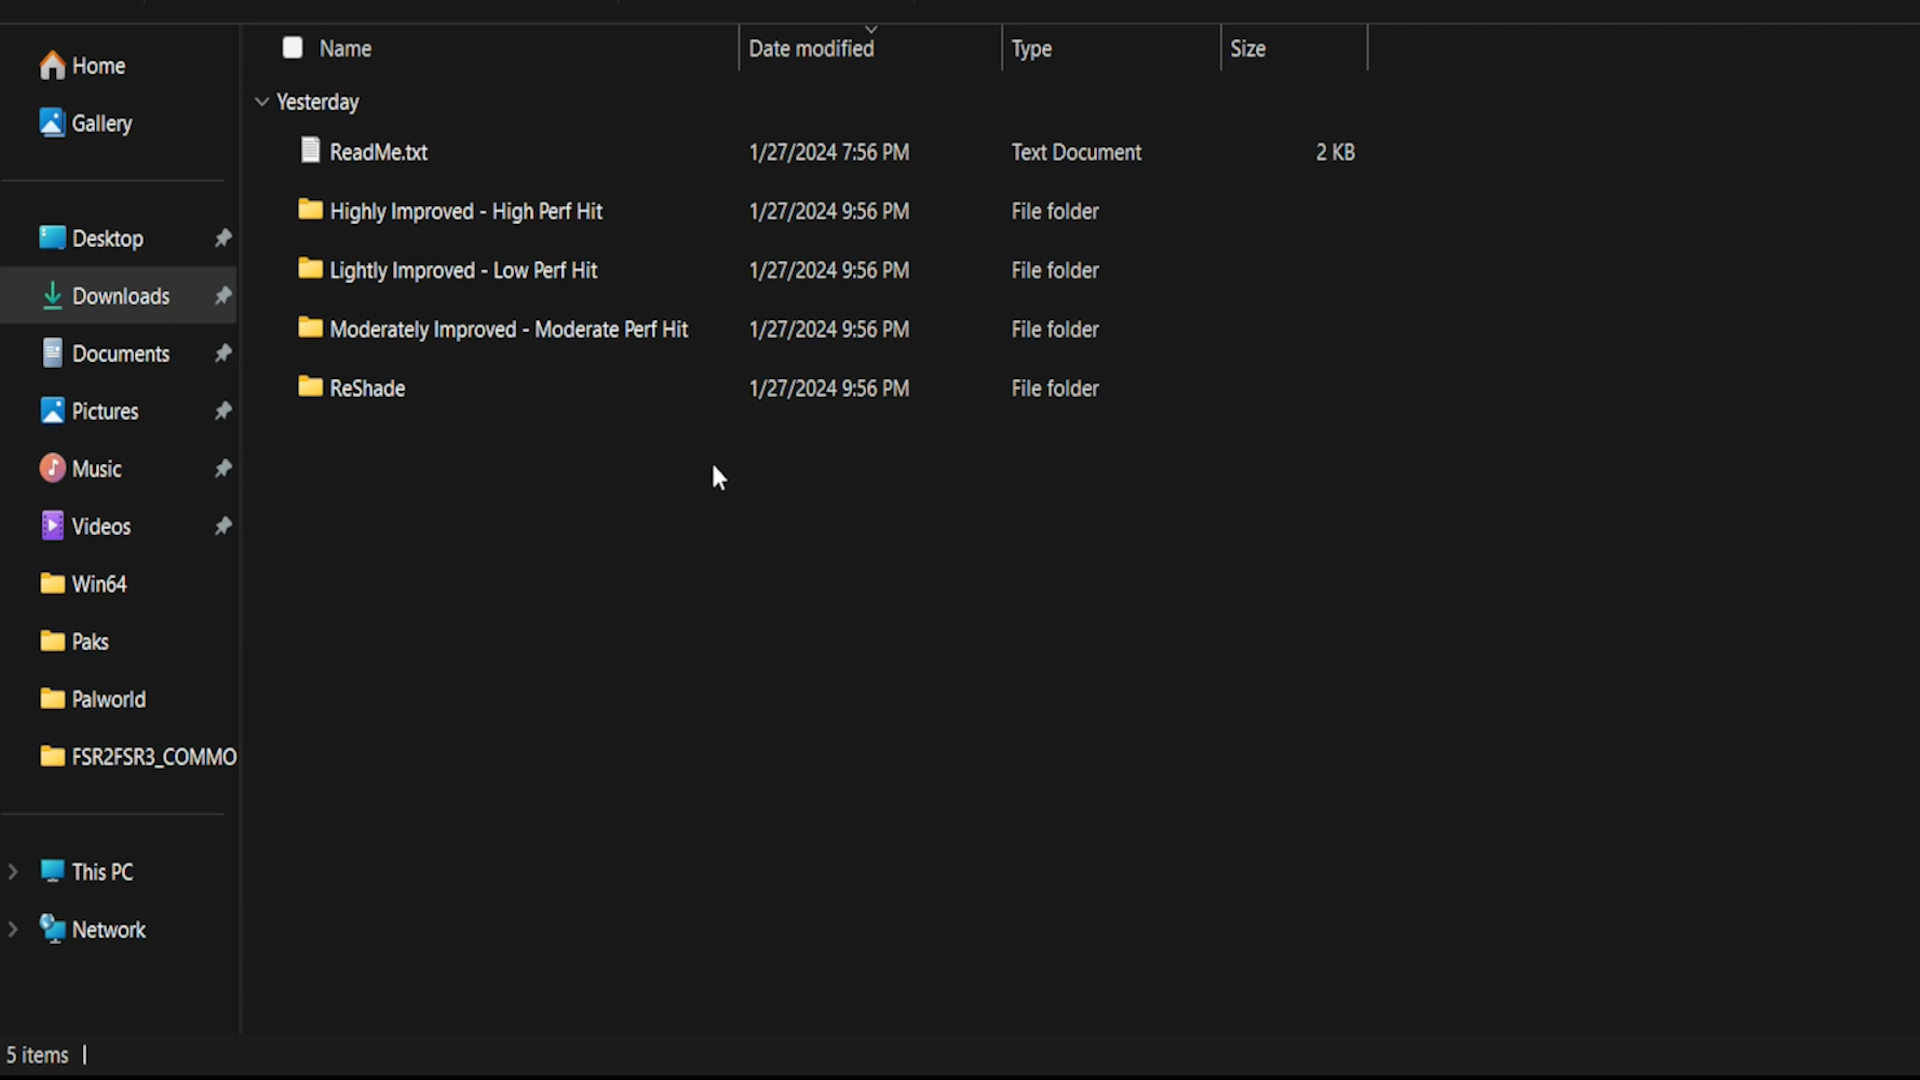 Home
Gallery
Desktop
Downloads
Documents
Pictures
Music
Videos
Win64
Paks
Palworld
FSR2FSR3_COMMO
This PC
Network
Name Date modified Type Size
Yesterday
ReadMe.txt 1/27/2024 7:56 PM Text Document 2 KB
Highly Improved - High Perf Hit 1/27/2024 9:56 PM File folder
Lightly Improved - Low Perf Hit 1/27/2024 9:56 PM File folder
Moderately Improved - Moderate Perf Hit 1/27/2024 9:56 PM File folder
ReShade 1/27/2024 9:56 PM File folder
5 items